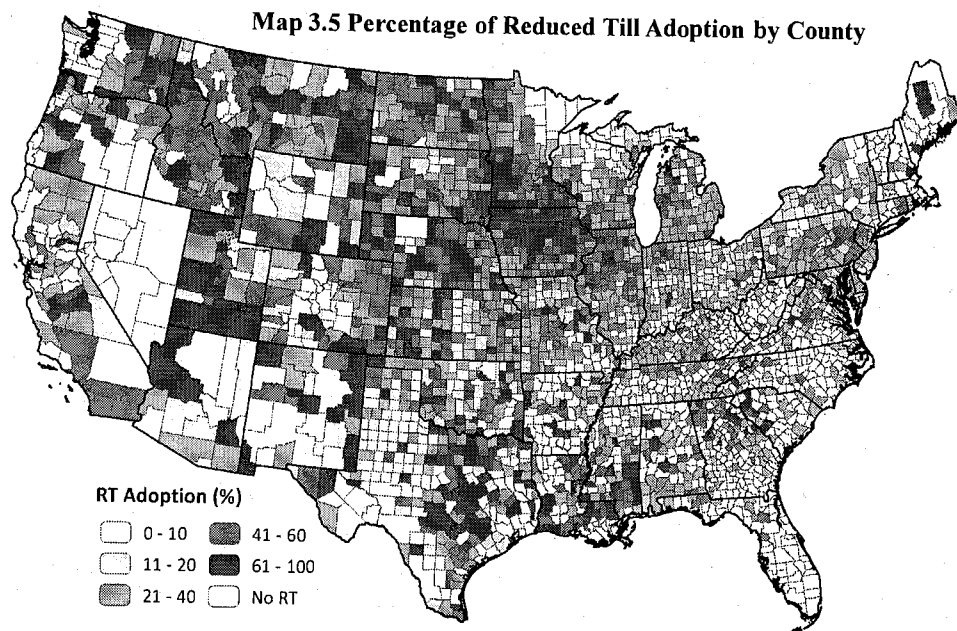 Map 3.5 Percentage of Reduced Till Adoption by County
RT Adoption (%)
0 - 10
11 - 20
21 - 40
41 - 60
61 - 100
No RT